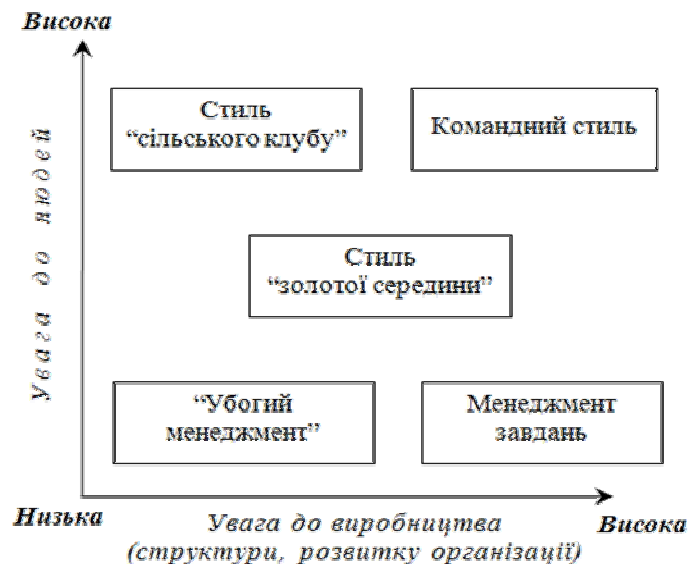 Висока
Стиль
“сільського клубу”
Командний стиль
Увага до людей
Стиль
“золотої середини”
“Убогий
менеджмент”
Менеджмент
завдань
Низька
Увага до виробництва
Висока
(структури, розвитку організації)